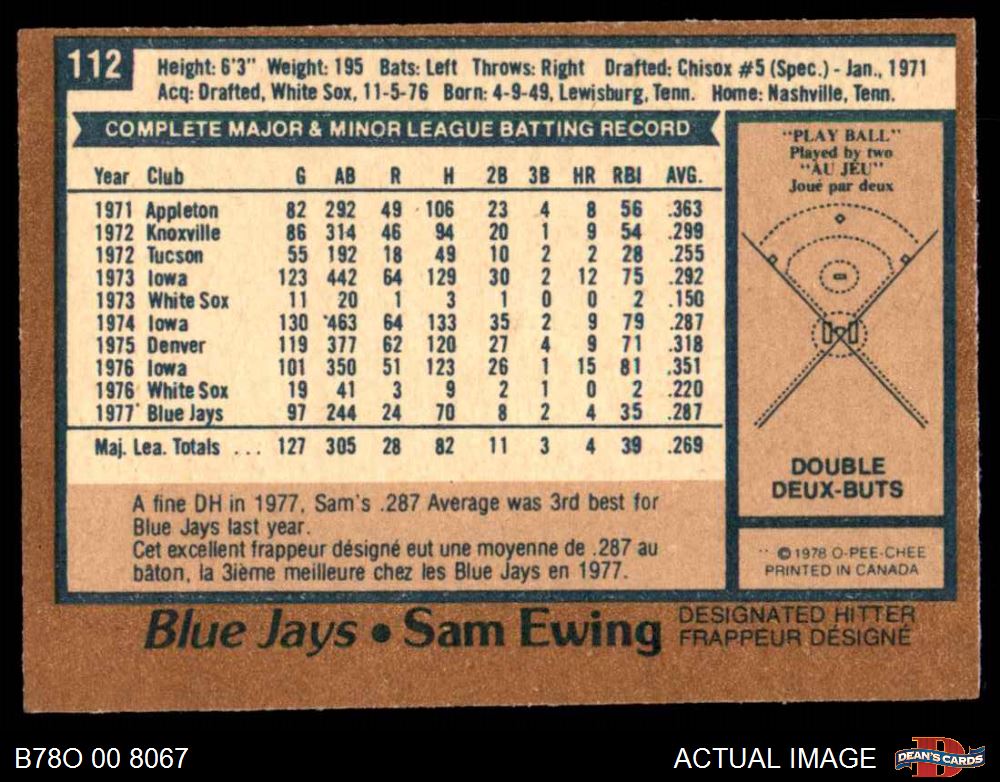 112
Height: 6'3" Weight: 195 Bats: Left Throws: Right Drafted: Chisox #5 (Spec.) - Jan., 1971
Acq: Drafted, White Sox, 11-5-76 Born: 4-9-49, Lewisburg, Tenn. Home: Nashville, Tenn.
COMPLETE MAJOR & MINOR LEAGUE BATTING RECORD
Year Club G AB R H 2B 3B HR RBI AVG.
1971 Appleton 82 292 49 106 23 4 8 56 .363
1972 Knoxville 86 314 46 94 20 1 9 54 .299
1972 Tucson 55 192 18 49 10 2 2 28 .255
1973 Iowa 123 442 64 129 30 2 12 75 .292
1973 White Sox 11 20 1 3 1 0 0 2 .150
1974 Iowa 130 463 64 133 35 2 9 79 .287
1975 Denver 119 377 62 120 27 4 9 71 .318
1976 Iowa 101 350 51 123 26 1 15 81 .351
1976 White Sox 19 41 3 9 2 1 0 2 .220
1977 Blue Jays 97 244 24 70 8 2 4 35 .287
Maj. Lea. Totals ... 127 305 28 82 11 3 4 39 .269
A fine DH in 1977, Sam's .287 Average was 3rd best for
Blue Jays last year.
Cet excellent frappeur désigné eut une moyenne de .287 au
bâton, la 3ième meilleure chez les Blue Jays en 1977.
"PLAY BALL"
Played by two
"AU JEU"
Joué par deux
DOUBLE
DEUX-BUTS
© 1978 O-PEE-CHEE
PRINTED IN CANADA
Blue Jays • Sam Ewing
DESIGNATED HITTER
FRAPPEUR DÉSIGNÉ
B78O 00 8067
ACTUAL IMAGE
D
DEAN'S CARDS